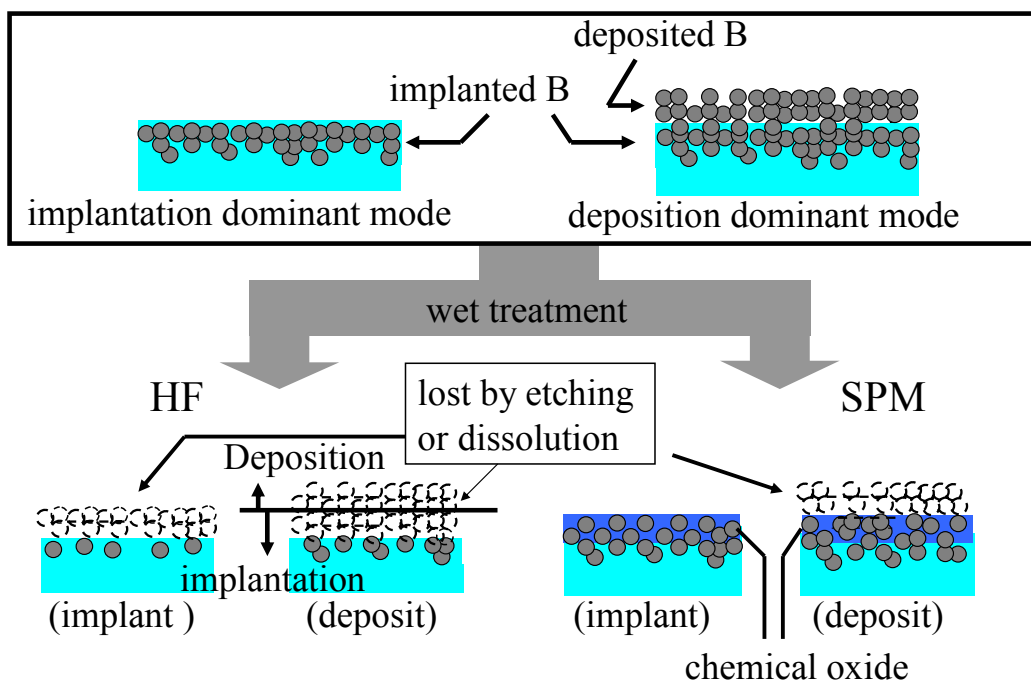 deposited B
implanted B
implantation dominant mode
deposition dominant mode
wet treatment
HF
lost by etching
or dissolution
SPM
Deposition
implantation
(implant )
(deposit)
(implant)
(deposit)
chemical oxide